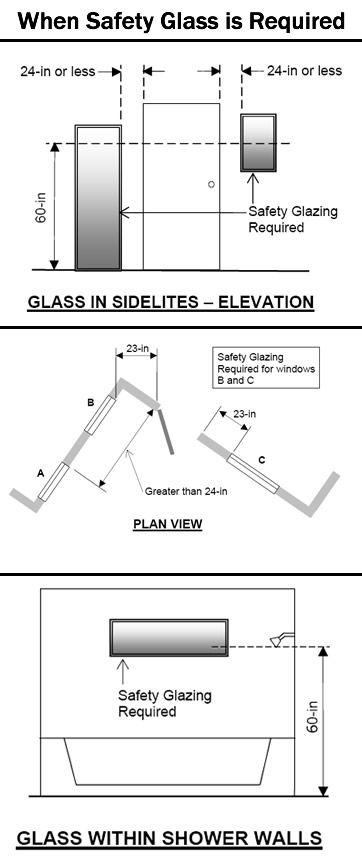 When Safety Glass is Required
24-in or less
24-in or less
60-in
Safety Glazing
Required
GLASS IN SIDELITES – ELEVATION
23-in
Safety Glazing
Required for windows
B and C
B
23-in
A
C
Greater than 24-in
PLAN VIEW
Safety Glazing
Required
60-in
GLASS WITHIN SHOWER WALLS